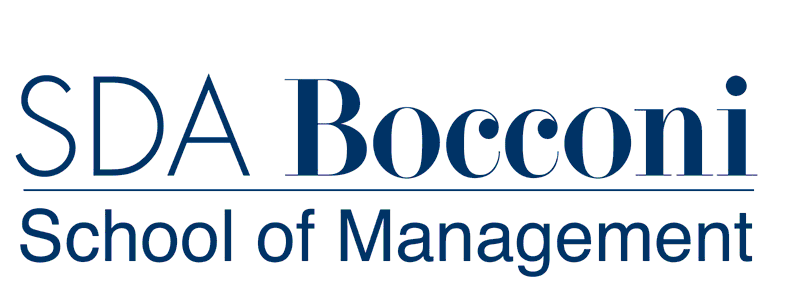 SDA Bocconi
School of Management